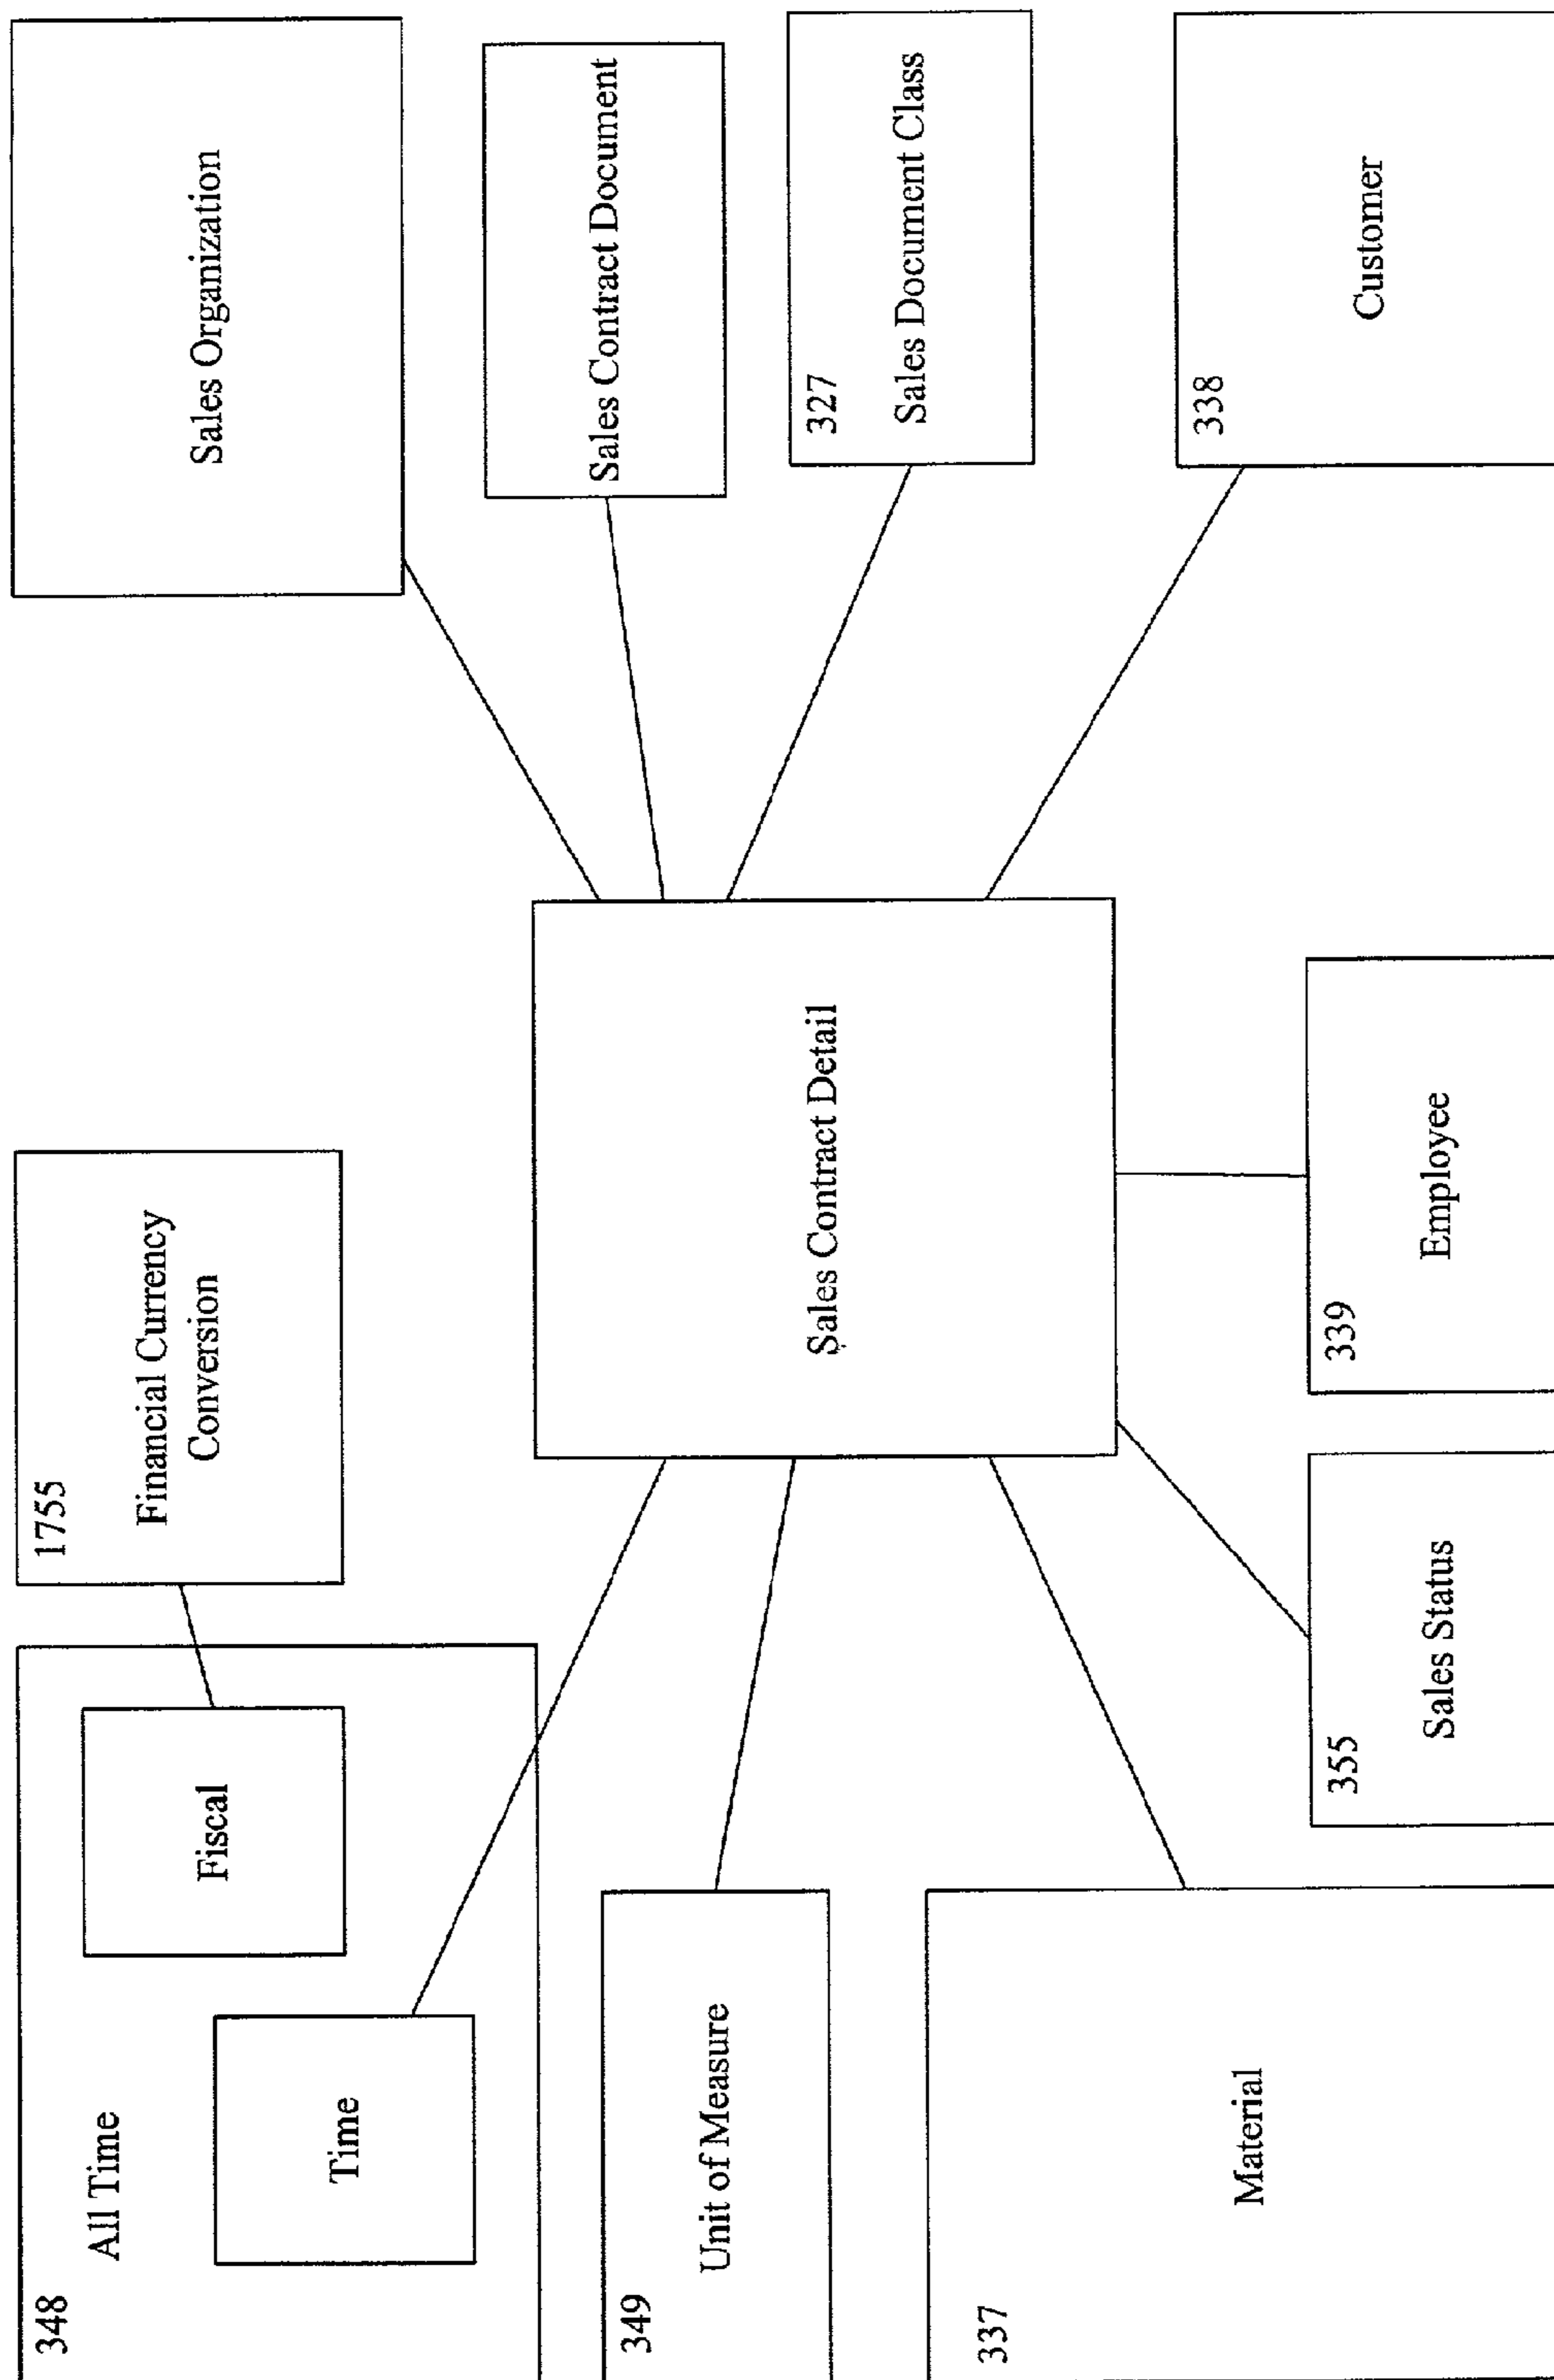 348
All Time
Time
Fiscal
1755
Financial Currency
Conversion
Sales Organization
349
Unit of Measure
Sales Contract Document
Sales Contract Detail
327
Sales Document Class
337
Material
355
Sales Status
339
Employee
338
Customer